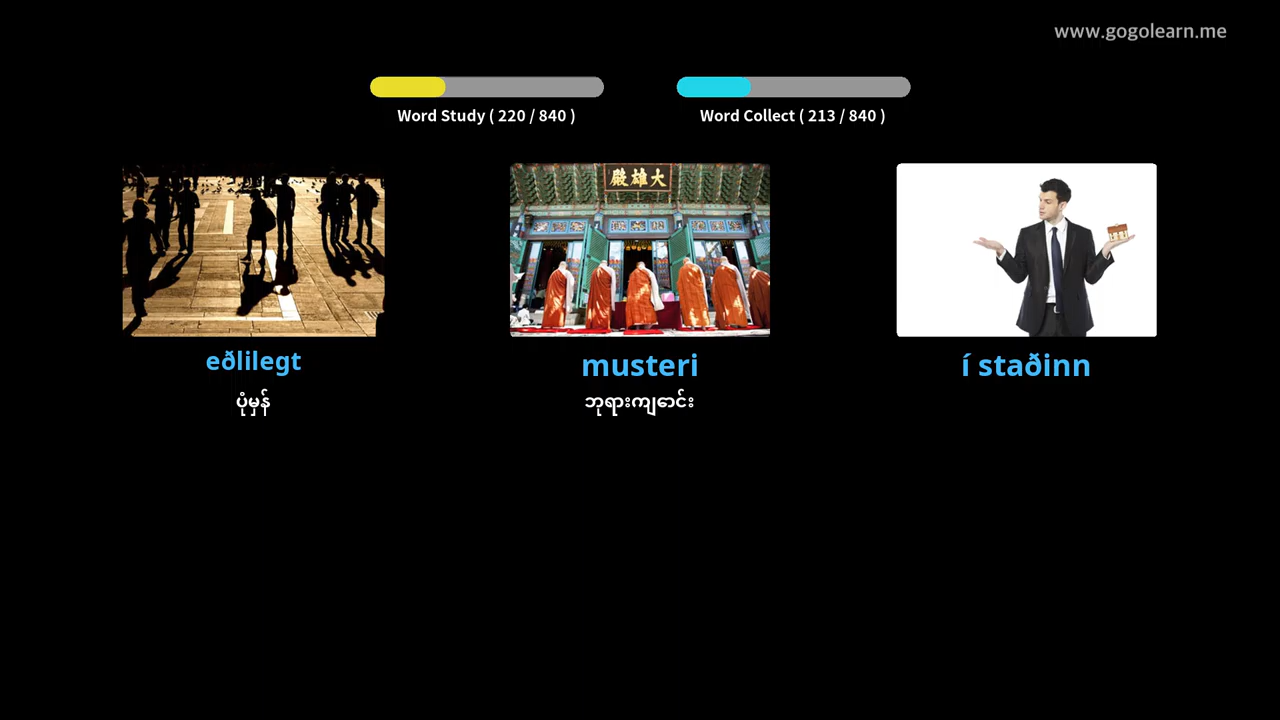 www.gogolearn.me
Word Study ( 220 / 840 )
Word Collect ( 213 / 840 )
大雄殿
eðlilegt
musteri
í staðinn
ပုံမှန်
ဘုရားကျောင်း